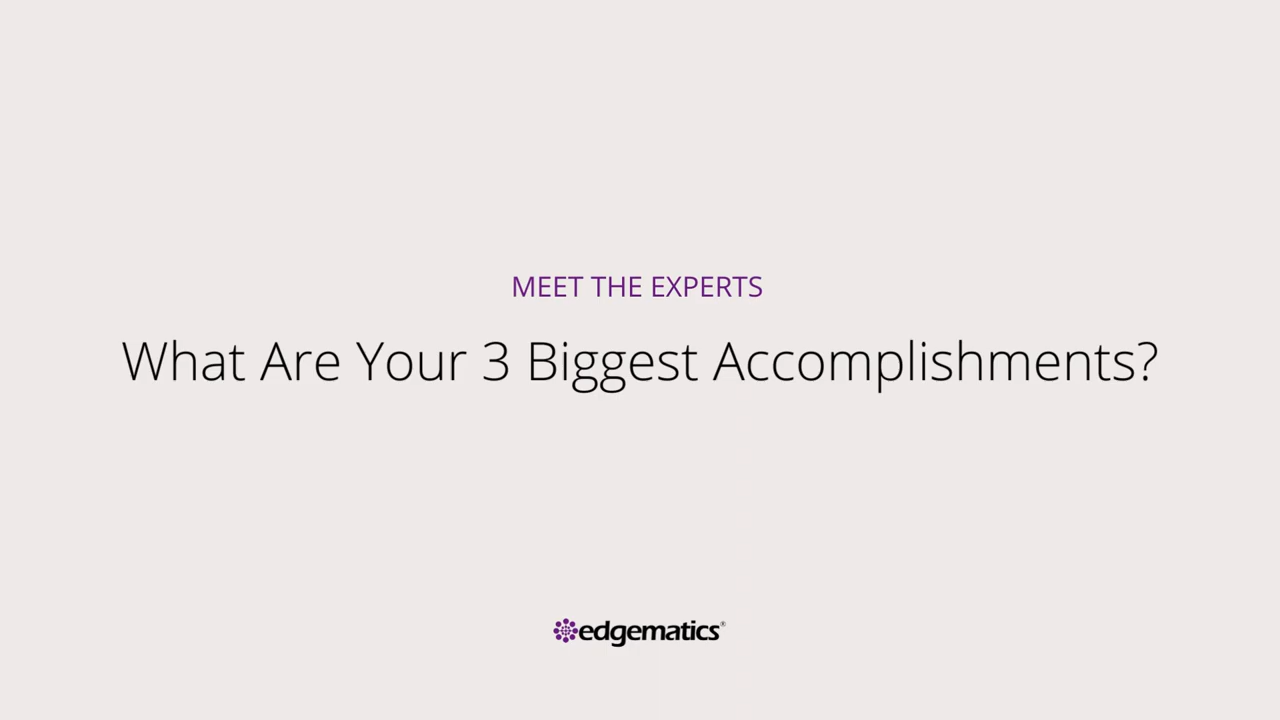 MEET THE EXPERTS
What Are Your 3 Biggest Accomplishments?
edgematics®